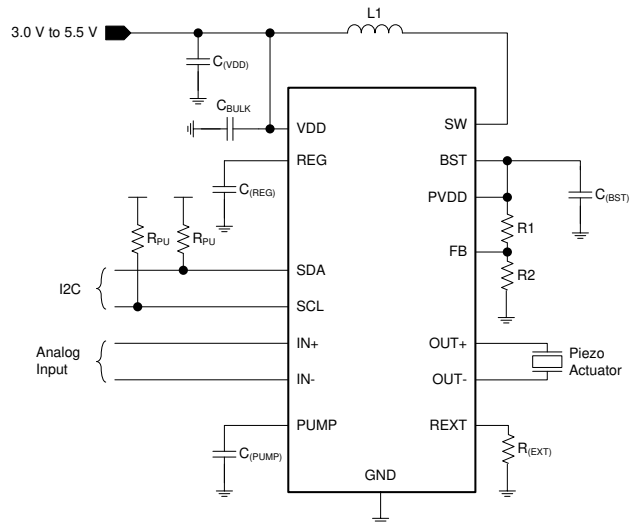 L1
3.0 V to 5.5 V
C(VDD)
CBULK
VDD
SW
REG
BST
C(REG)
PVDD
C(BST)
RPU
RPU
R1
FB
SDA
R2
I2C
SCL
Analog
Input
IN+
OUT+
Piezo
Actuator
IN-
OUT-
PUMP
REXT
C(PUMP)
R(EXT)
GND